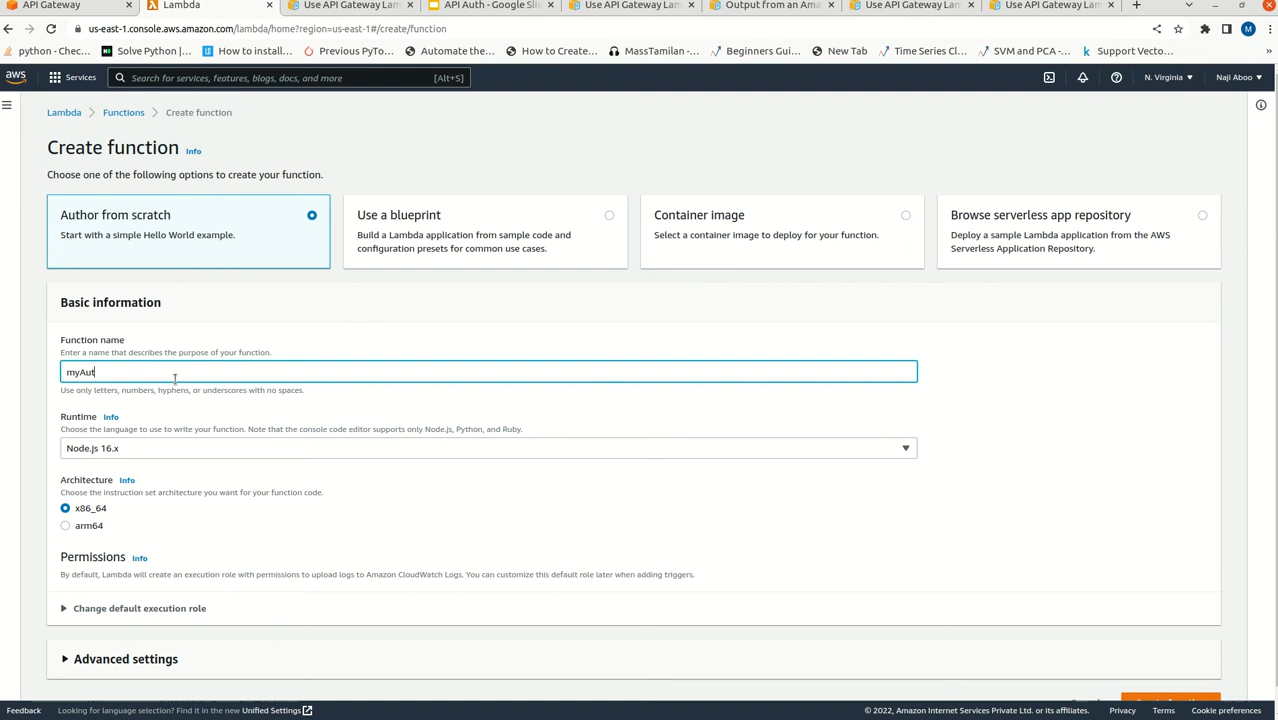 API Gateway
Lambda
Use API Gateway Lam
API Auth - Google Slid
Use API Gateway Lam
Output from an Ama
Use API Gateway Lam
Use API Gateway Lam
us-east-1.console.aws.amazon.com/lambda/home?region=us-east-1#/create/function
M
python - Chec...
Solve Python |...
How to install...
Previous PyTo...
Automate the...
How to Create...
MassTamilan -...
Beginners Gui...
New Tab
Time Series Cl...
SVM and PCA -...
Support Vecto...
»
aws
Services
Search for services, features, blogs, docs, and more
[Alt+S]
N. Virginia
Naji Aboo
Lambda
Functions
Create function
Create function Info
Choose one of the following options to create your function.
Author from scratch
Start with a simple Hello World example.
Use a blueprint
Build a Lambda application from sample code and
configuration presets for common use cases.
Container image
Select a container image to deploy for your function.
Browse serverless app repository
Deploy a sample Lambda application from the AWS
Serverless Application Repository.
Basic information
Function name
Enter a name that describes the purpose of your function.
myAut
Use only letters, numbers, hyphens, or underscores with no spaces.
Runtime Info
Choose the language to use to write your function. Note that the console code editor supports only Node.js, Python, and Ruby.
Node.js 16.x
Architecture Info
Choose the instruction set architecture you want for your function code.
x86_64
arm64
Permissions Info
By default, Lambda will create an execution role with permissions to upload logs to Amazon CloudWatch Logs. You can customize this default role later when adding triggers.
Change default execution role
Advanced settings
Feedback
Looking for language selection? Find it in the new Unified Settings
© 2022, Amazon Internet Services Private Ltd. or its affiliates.
Privacy
Terms
Cookie preferences